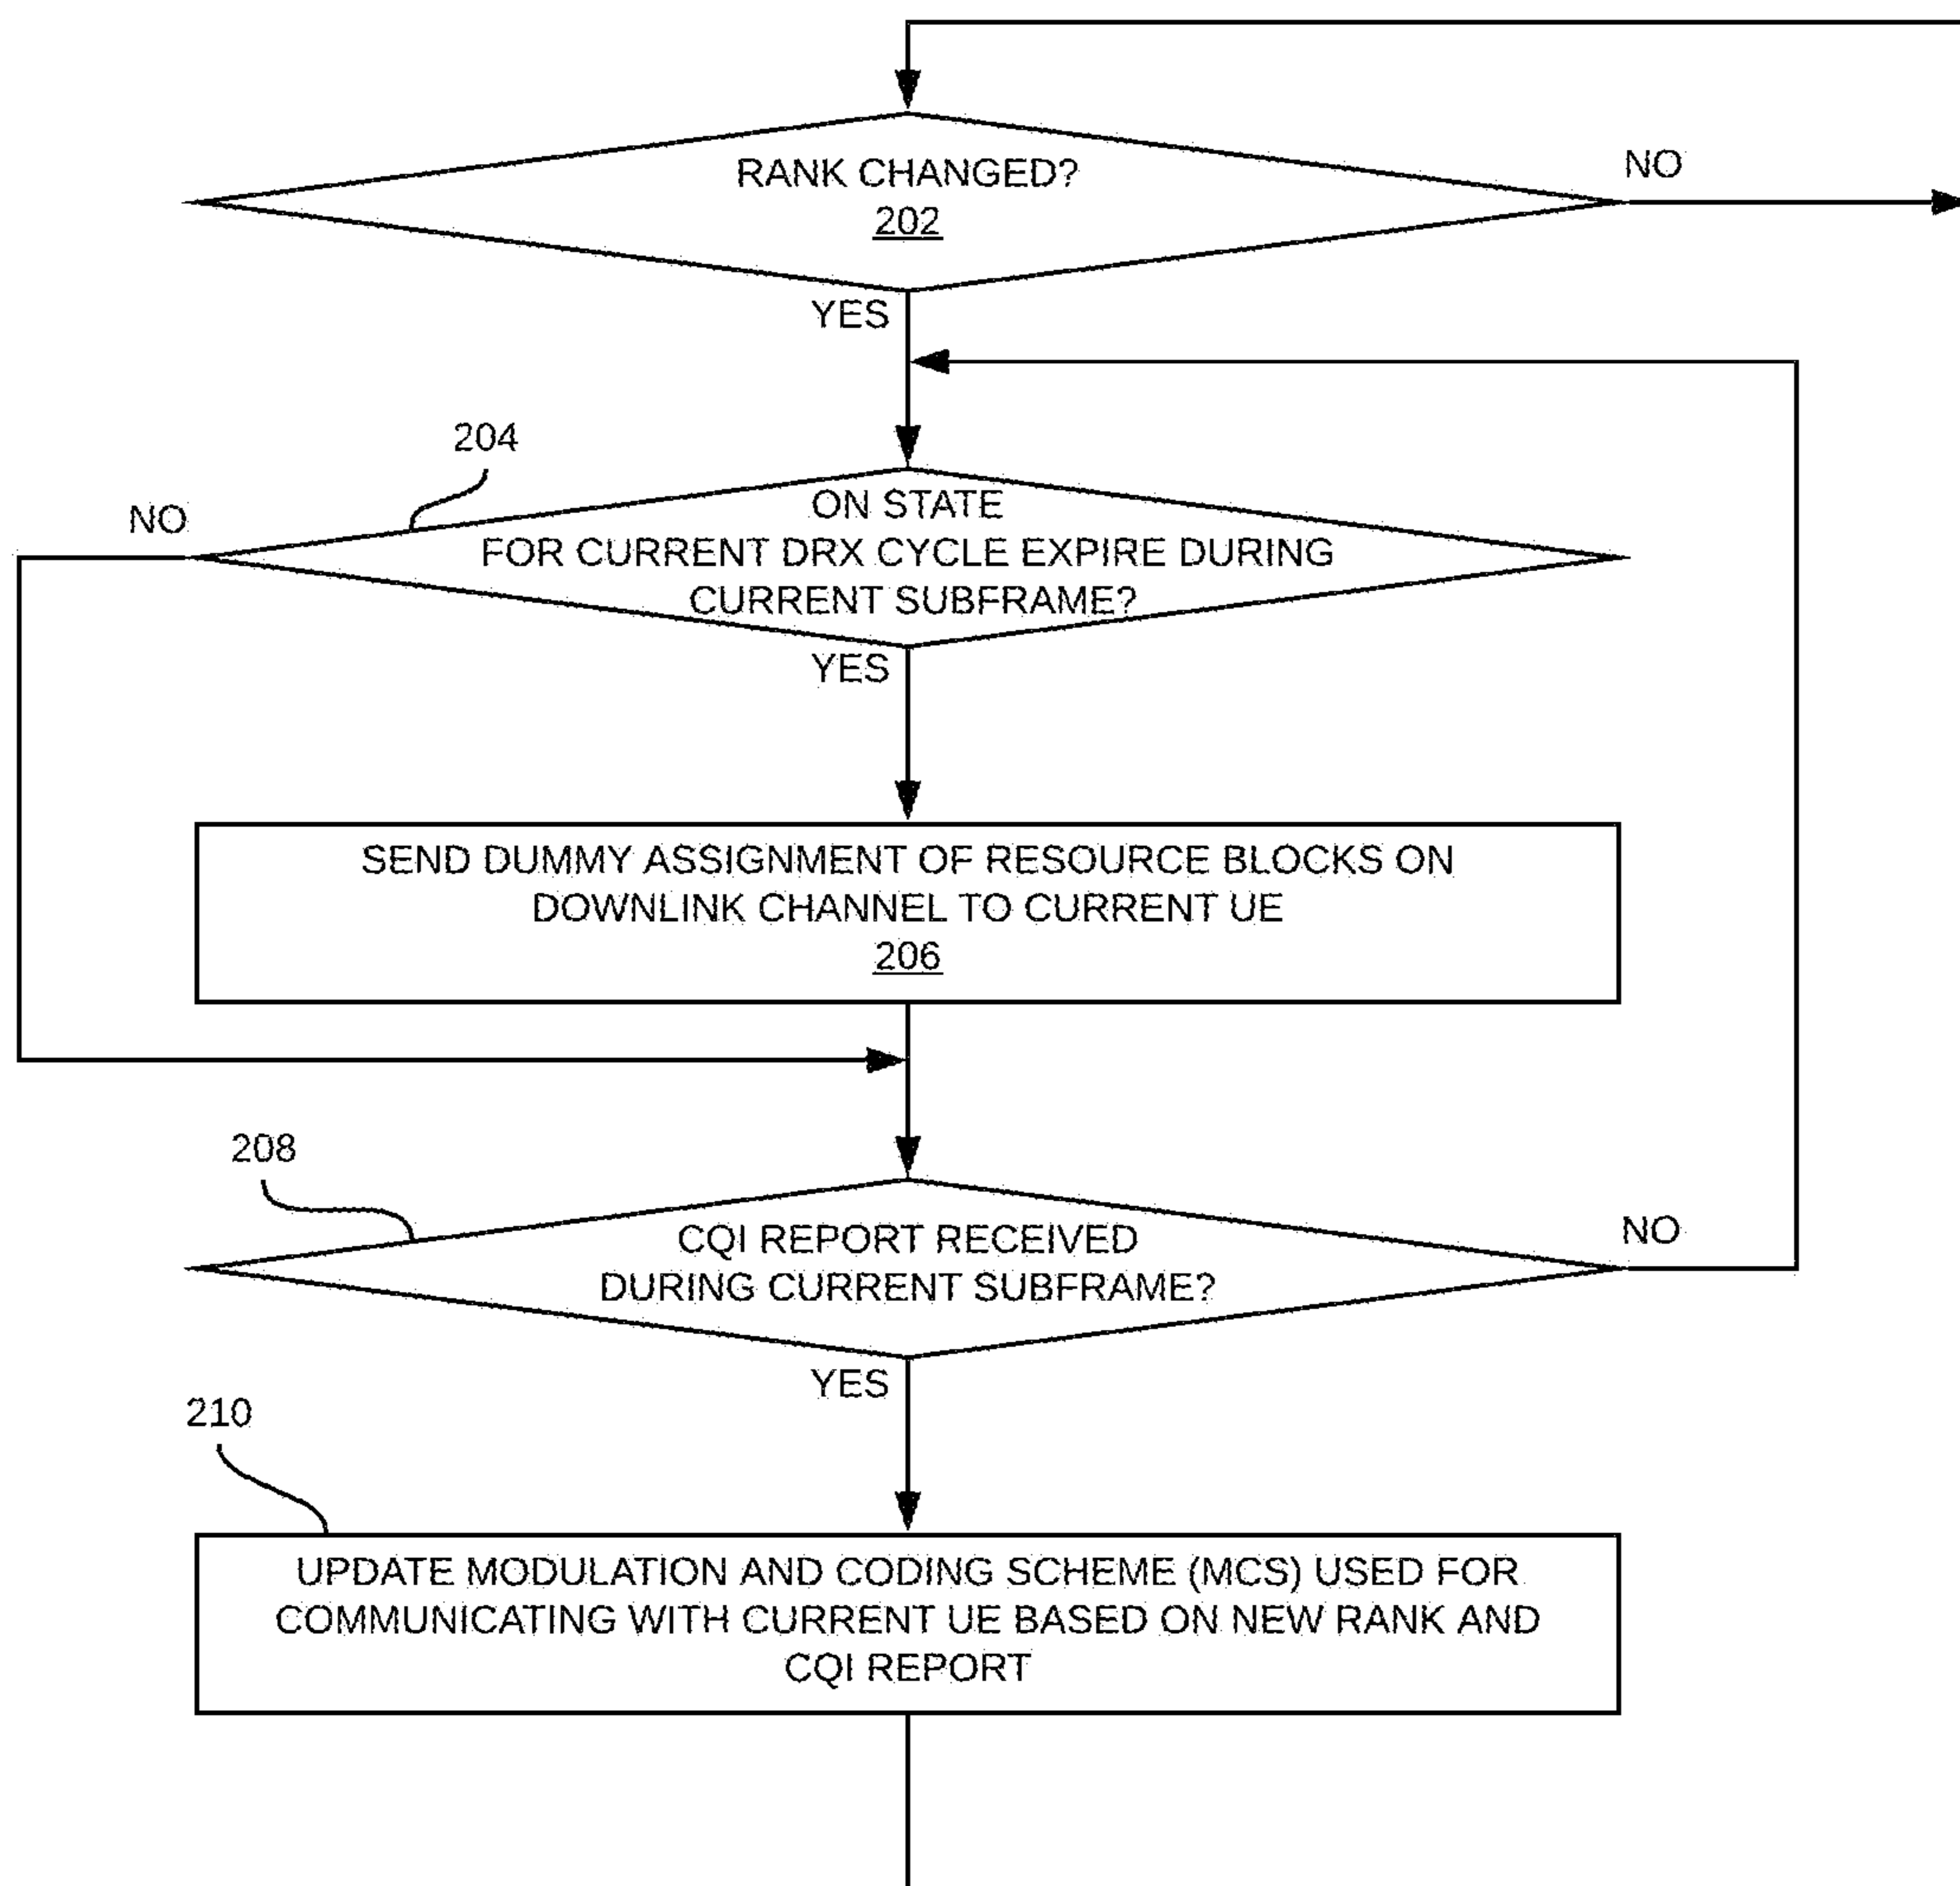 RANK CHANGED?
202
NO
YES
204
NO
ON STATE
FOR CURRENT DRX CYCLE EXPIRE DURING
CURRENT SUBFRAME?
YES
SEND DUMMY ASSIGNMENT OF RESOURCE BLOCKS ON
DOWNLINK CHANNEL TO CURRENT UE
206
208
CQI REPORT RECEIVED
DURING CURRENT SUBFRAME?
NO
YES
210
UPDATE MODULATION AND CODING SCHEME (MCS) USED FOR
COMMUNICATING WITH CURRENT UE BASED ON NEW RANK AND
CQI REPORT